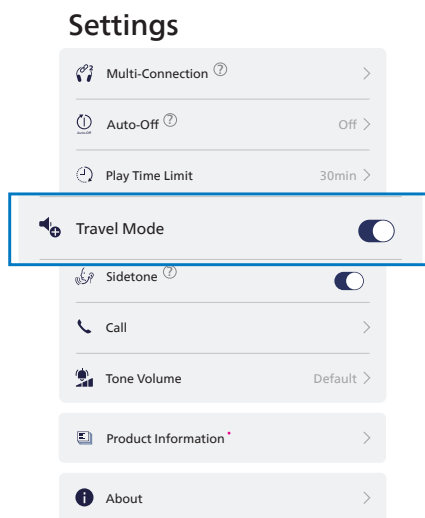 Settings
Multi-Connection ?
Auto-Off ? Off >
Play Time Limit 30min >
Travel Mode
Sidetone ?
Call
Tone Volume Default >
Product Information
About